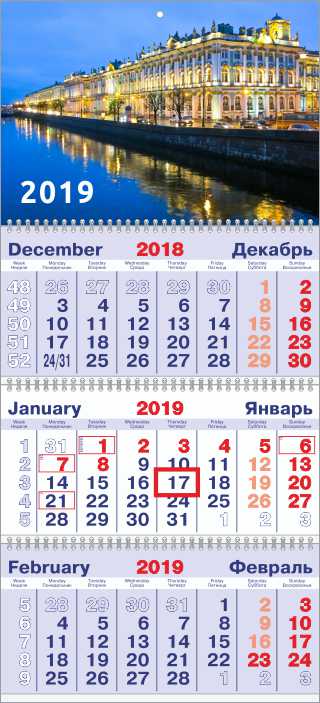 2019
December 2018 Декабрь
Week Monday Tuesday Wednesday Thursday Friday Saturday Sunday
Неделя Понедельник Вторник Среда Четверг Пятница Суббота Воскресенье
48 26 27 28 29 30 1 2
49 3 4 5 6 7 8 9
50 10 11 12 13 14 15 16
51 17 18 19 20 21 22 23
52 24/31 25 26 27 28 29 30
January 2019 Январь
Week Monday Tuesday Wednesday Thursday Friday Saturday Sunday
Неделя Понедельник Вторник Среда Четверг Пятница Суббота Воскресенье
1 31 1 2 3 4 5 6
2 7 8 9 10 11 12 13
3 14 15 16 17 18 19 20
4 21 22 23 24 25 26 27
5 28 29 30 31 1 2 3
February 2019 Февраль
Week Monday Tuesday Wednesday Thursday Friday Saturday Sunday
Неделя Понедельник Вторник Среда Четверг Пятница Суббота Воскресенье
5 28 29 30 31 1 2 3
6 4 5 6 7 8 9 10
7 11 12 13 14 15 16 17
8 18 19 20 21 22 23 24
9 25 26 27 28 1 2 3